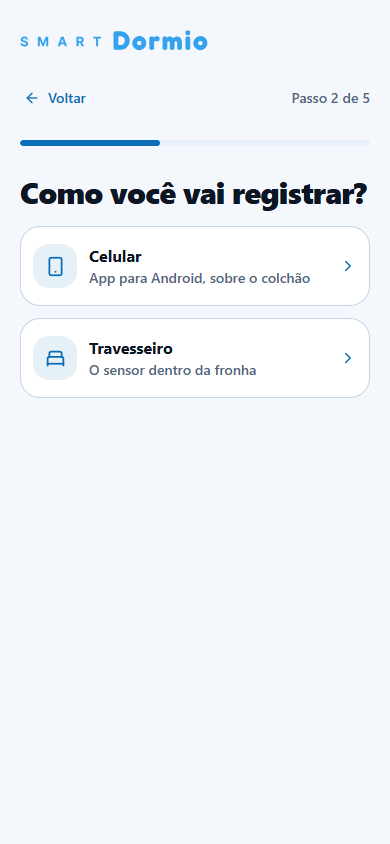 SMART Dormio
Voltar
Passo 2 de 5
Como você vai registrar?
Celular
App para Android, sobre o colchão
Travesseiro
O sensor dentro da fronha